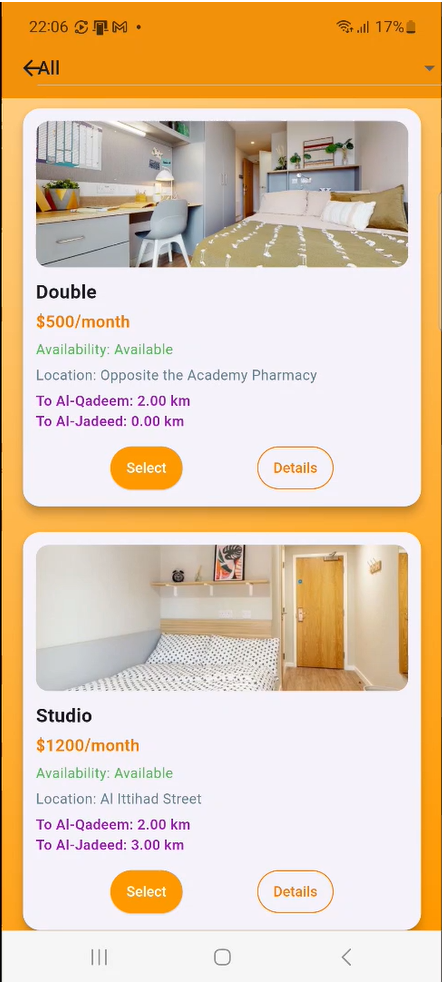 22:06
17%
All
Double
$500/month
Availability: Available
Location: Opposite the Academy Pharmacy
To Al-Qadeem: 2.00 km
To Al-Jadeed: 0.00 km
Select Details
Studio
$1200/month
Availability: Available
Location: Al Ittihad Street
To Al-Qadeem: 2.00 km
To Al-Jadeed: 3.00 km
Select Details